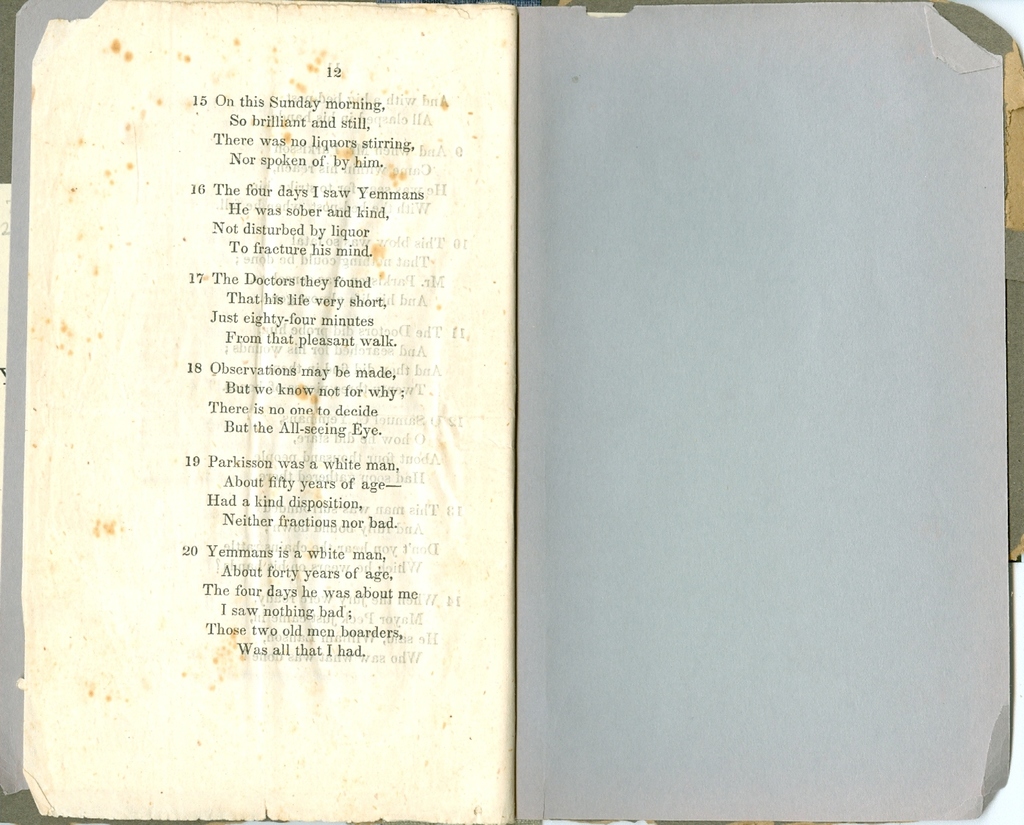 12
15 On this Sunday morning,
So brilliant and still,
There was no liquors stirring,
Nor spoken of by him.
16 The four days I saw Yemmans
He was sober and kind,
Not disturbed by liquor
To fracture his mind.
17 The Doctors they found
That his life very short,
Just eighty-four minutes
From that pleasant walk.
18 Observations may be made,
But we know not for why;
There is no one to decide
But the All-seeing Eye.
19 Parkisson was a white man,
About fifty years of age—
Had a kind disposition,
Neither fractious nor bad.
20 Yemmans is a white man,
About forty years of age,
The four days he was about me
I saw nothing bad;
Those two old men boarders,
Was all that I had.